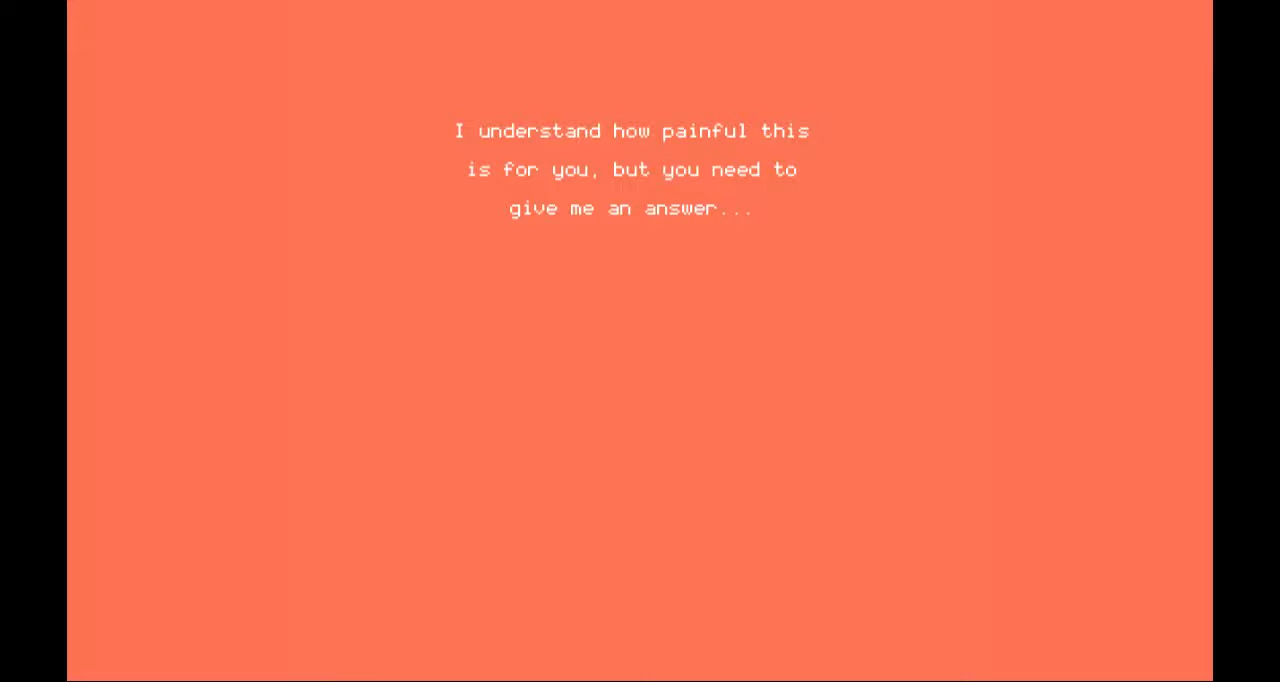 I understand how painful this
is for you, but you need to
give me an answer...